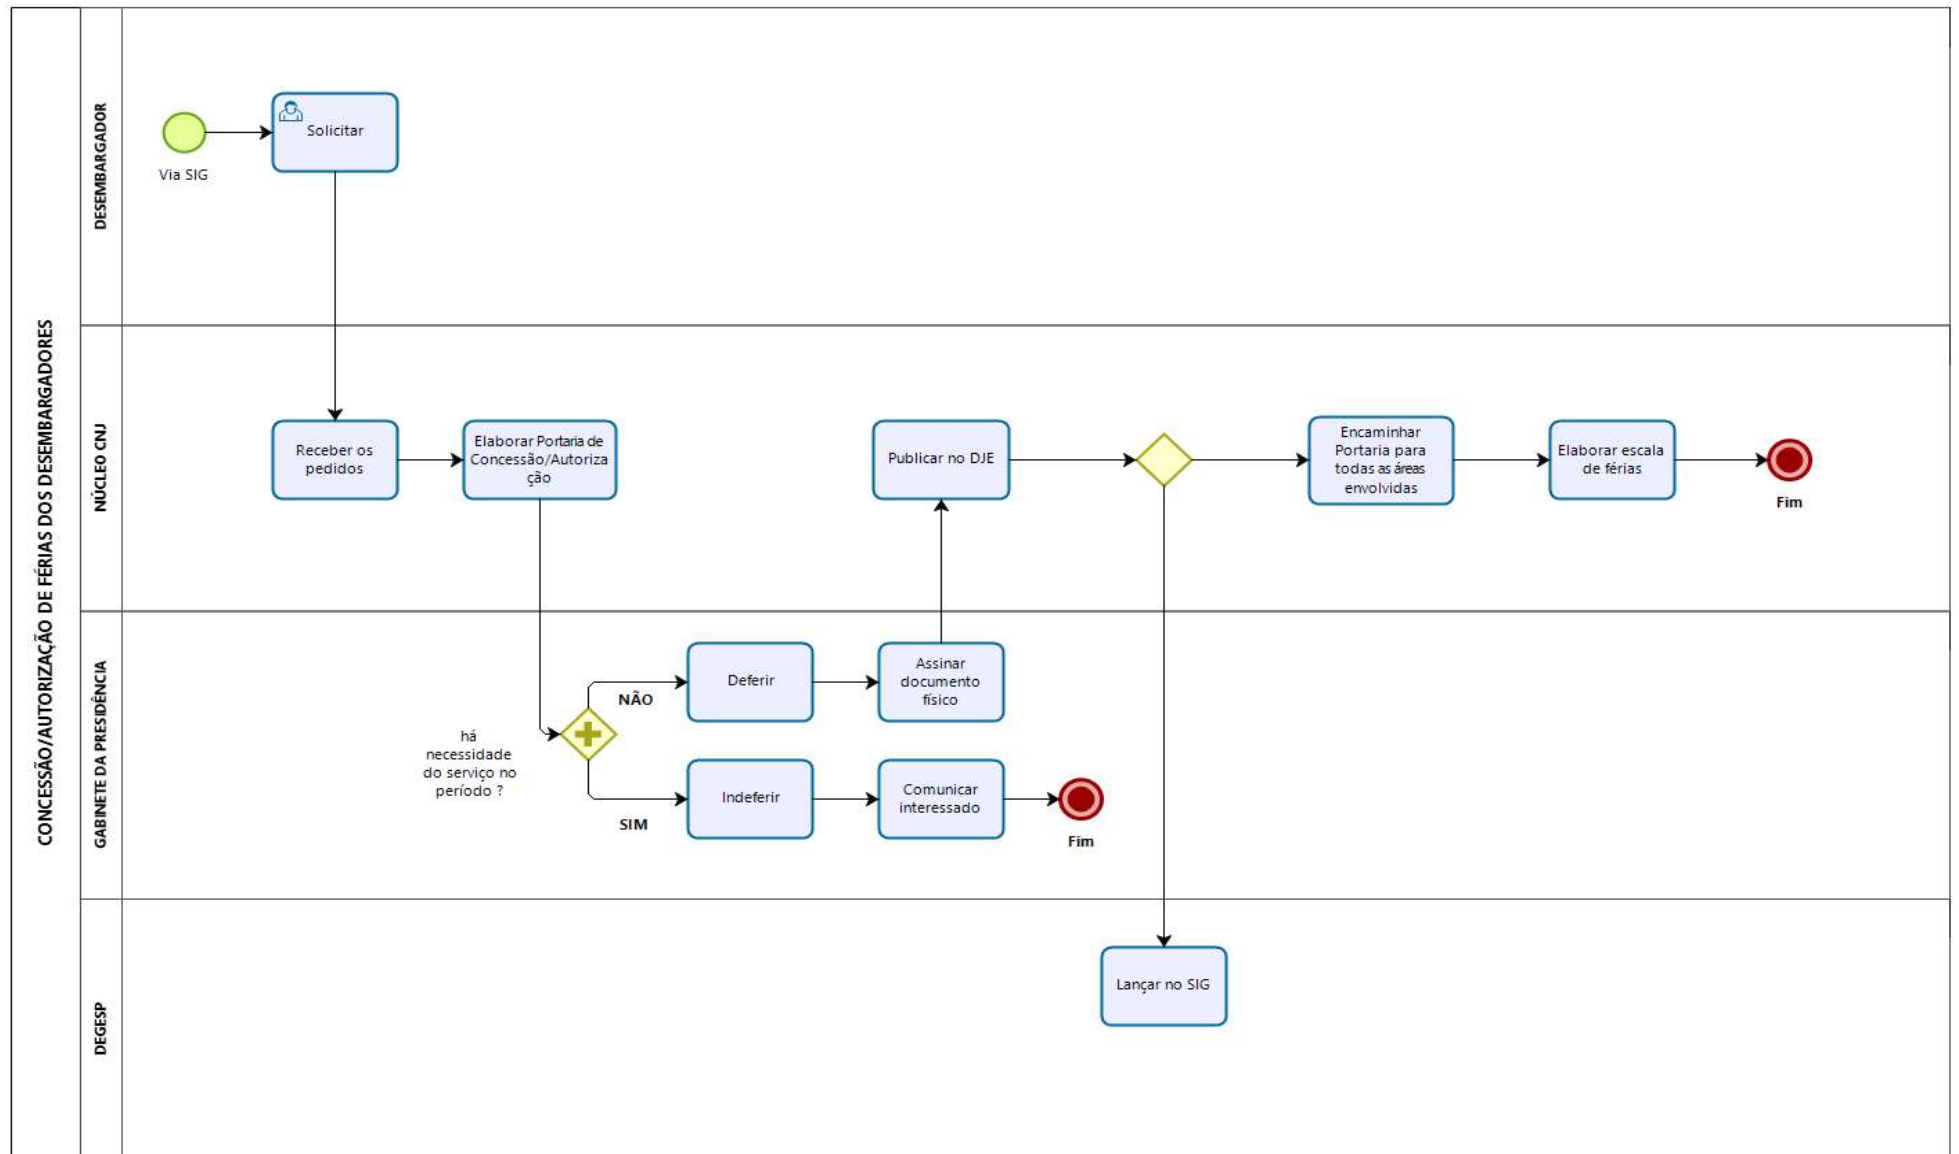 CONCESSÃO/AUTORIZAÇÃO DE FÉRIAS DOS DESEMBARGADORES
DESEMBARGADOR
Via SIG
Solicitar
NÚCLEO CNJ
Receber os
pedidos
Elaborar Portaria de
Concessão/Autoriza
ção
Publicar no DJE
Encaminhar
Portaria para
todas as áreas
envolvidas
Elaborar escala
de férias
Fim
GABINETE DA PRESIDÊNCIA
há
necessidade
do serviço no
período ?
NÃO
Deferir
Assinar
documento
físico
SIM
Indeferir
Comunicar
interessado
Fim
DEGESP
Lançar no SIG